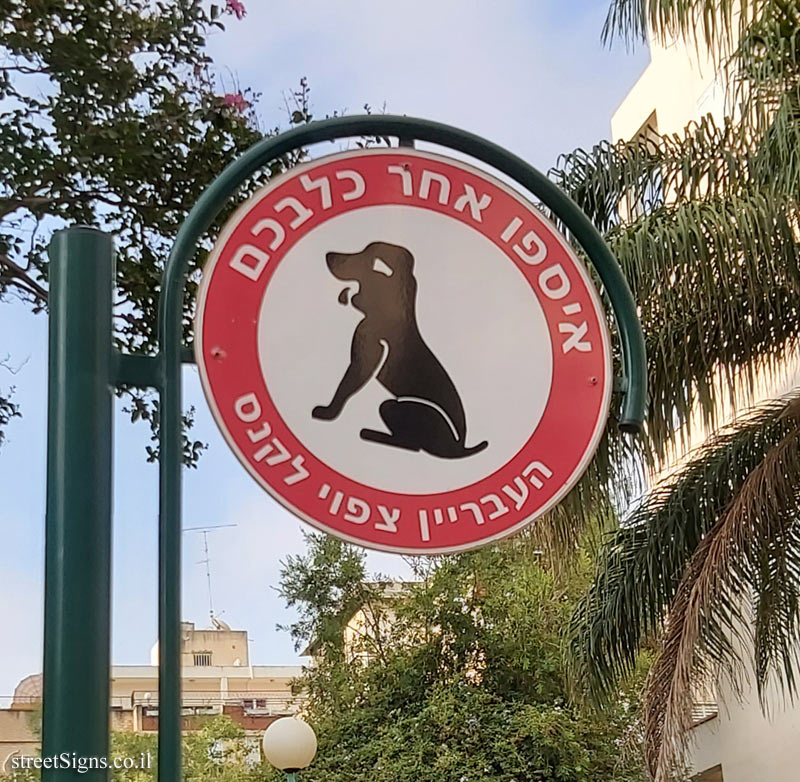 איספו אחר כלבכם
העבריין צפוי לקנס
streetSigns.co.il